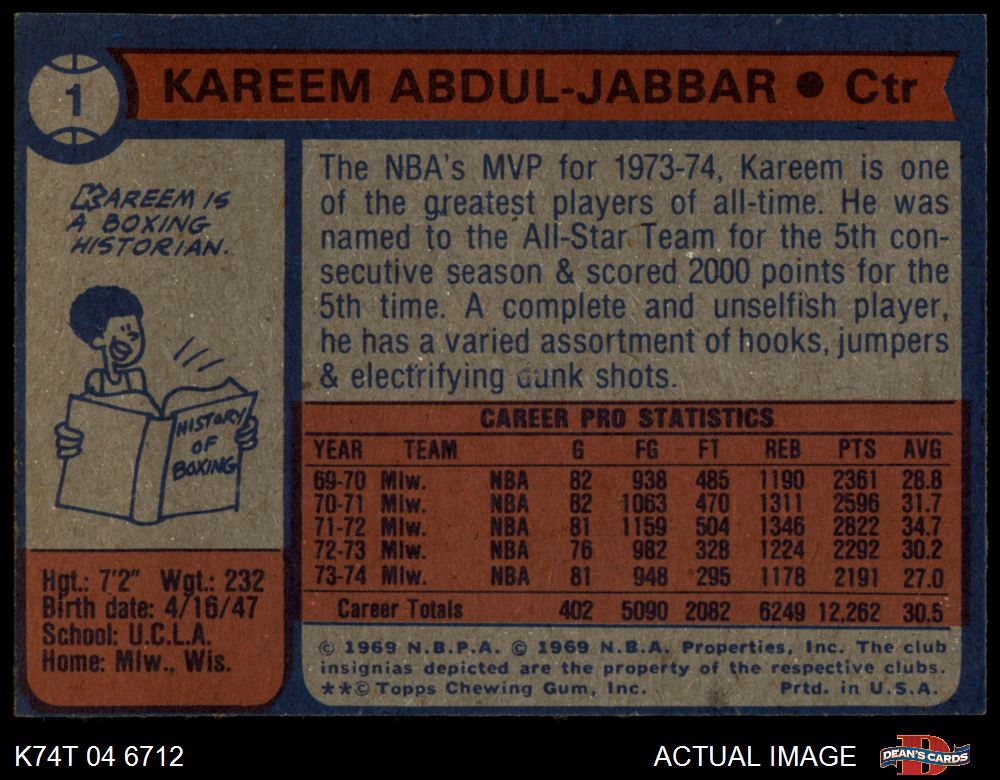 1
KAREEM ABDUL-JABBAR ● Ctr
KAREEM IS
A BOXING
HISTORIAN.
HISTORY
OF
BOXING
Hgt.: 7'2" Wgt.: 232
Birth date: 4/16/47
School: U.C.L.A.
Home: Mlw., Wis.
The NBA's MVP for 1973-74, Kareem is one
of the greatest players of all-time. He was
named to the All-Star Team for the 5th con-
secutive season & scored 2000 points for the
5th time. A complete and unselfish player,
he has a varied assortment of hooks, jumpers
& electrifying dunk shots.
CAREER PRO STATISTICS
YEAR TEAM G FG FT REB PTS AVG
69-70 Mlw. NBA 82 938 485 1190 2361 28.8
70-71 Mlw. NBA 82 1063 470 1311 2596 31.7
71-72 Mlw. NBA 81 1159 504 1346 2822 34.7
72-73 Mlw. NBA 76 982 328 1224 2292 30.2
73-74 Mlw. NBA 81 948 295 1178 2191 27.0
Career Totals 402 5090 2082 6249 12,262 30.5
© 1969 N.B.P.A. © 1969 N.B.A. Properties, Inc. The club
insignias depicted are the property of the respective clubs.
**© Topps Chewing Gum, Inc. Prtd. in U.S.A.
K74T 04 6712
ACTUAL IMAGE
D
DEAN'S CARDS